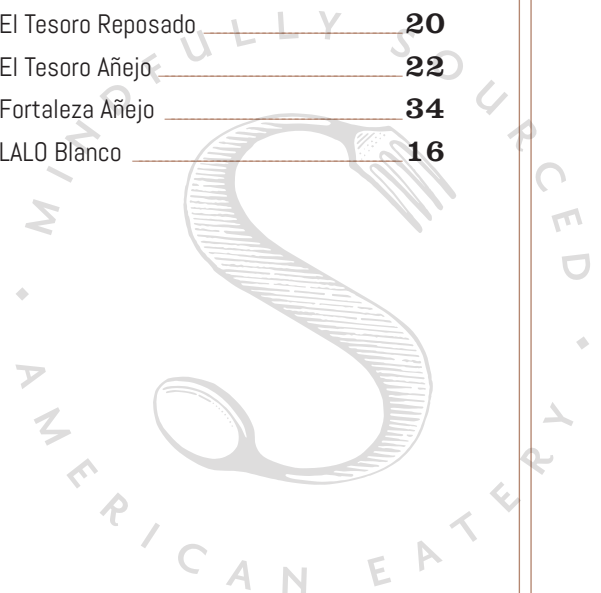 El Tesoro Reposado 20
El Tesoro Añejo 22
Fortaleza Añejo 34
LALO Blanco 16
MINDFULLY SOURCED
• AMERICAN EATERY •